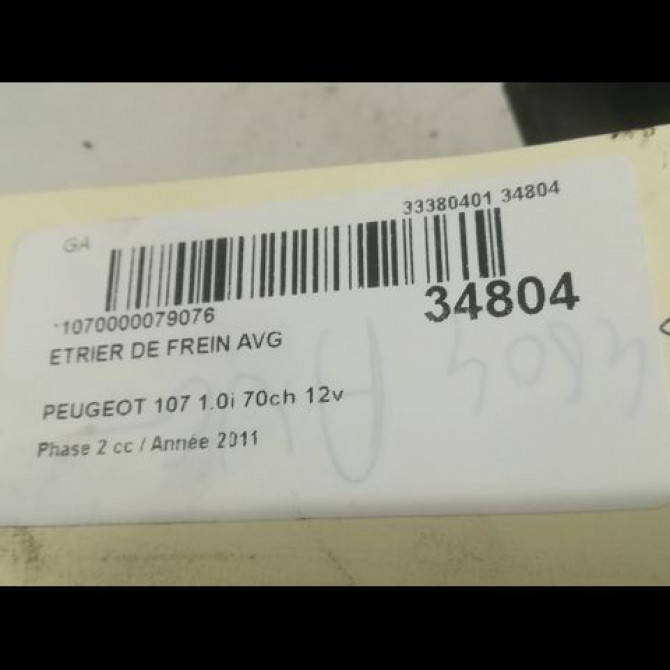 GA
33380401 34804
34804
1070000079076
ETRIER DE FREIN AVG
PEUGEOT 107 1.0i 70ch 12v
Phase 2 cc / Année 2011